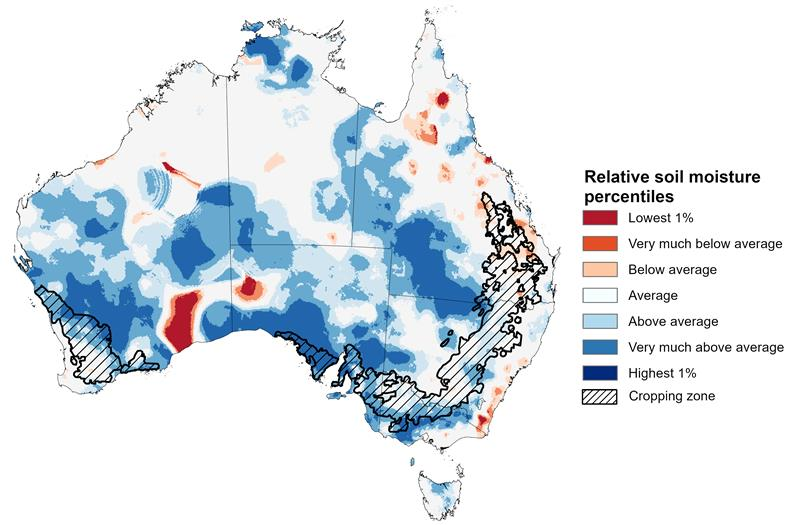 Relative soil moisture
percentiles
Lowest 1%
Very much below average
Below average
Average
Above average
Very much above average
Highest 1%
Cropping zone